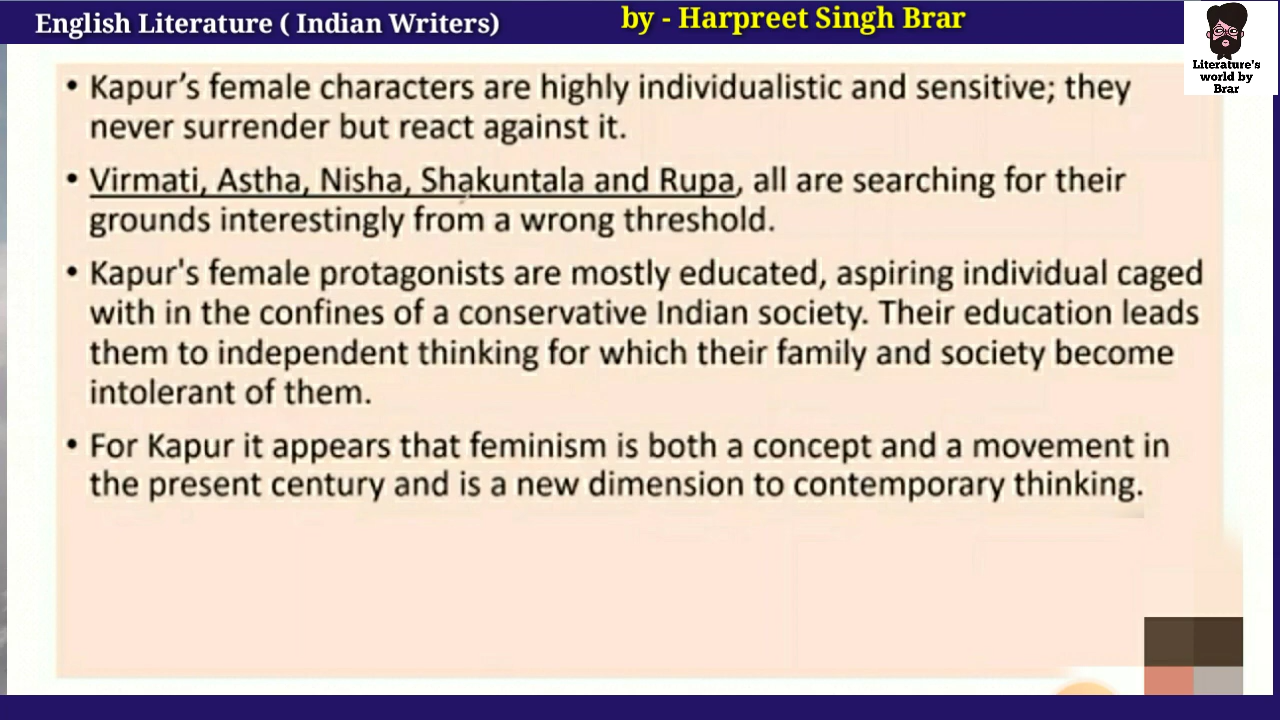 English Literature ( Indian Writers)
by - Harpreet Singh Brar
Literature's
world by
Brar
• Kapur’s female characters are highly individualistic and sensitive; they
never surrender but react against it.
• Virmati, Astha, Nisha, Shakuntala and Rupa, all are searching for their
grounds interestingly from a wrong threshold.
• Kapur's female protagonists are mostly educated, aspiring individual caged
with in the confines of a conservative Indian society. Their education leads
them to independent thinking for which their family and society become
intolerant of them.
• For Kapur it appears that feminism is both a concept and a movement in
the present century and is a new dimension to contemporary thinking.